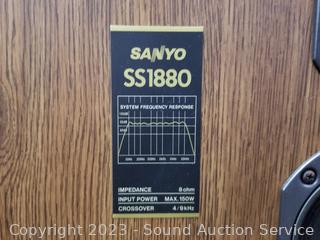 SANYO
SS1880
SYSTEM FREQUENCY RESPONSE
IMPEDANCE 8 ohm
INPUT POWER MAX.150W
CROSSOVER 4/9kHz
Copyright 2023 - Sound Auction Service